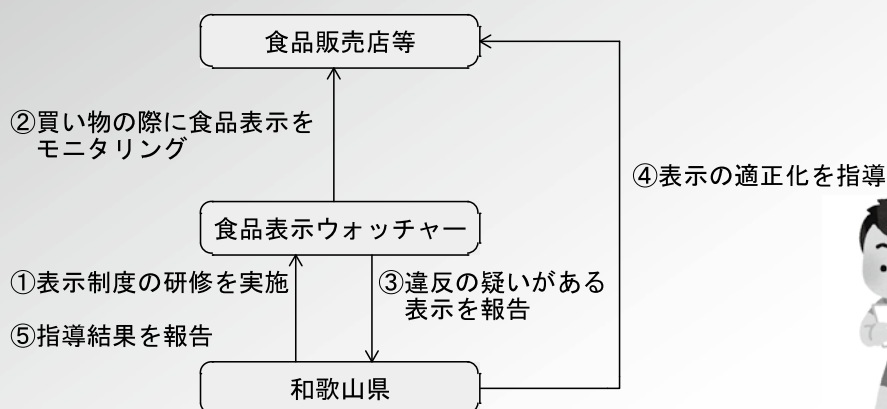 食品販売店等
②買い物の際に食品表示を
モニタリング
④表示の適正化を指導
食品表示ウォッチャー
①表示制度の研修を実施
③違反の疑いがある
表示を報告
⑤指導結果を報告
和歌山県